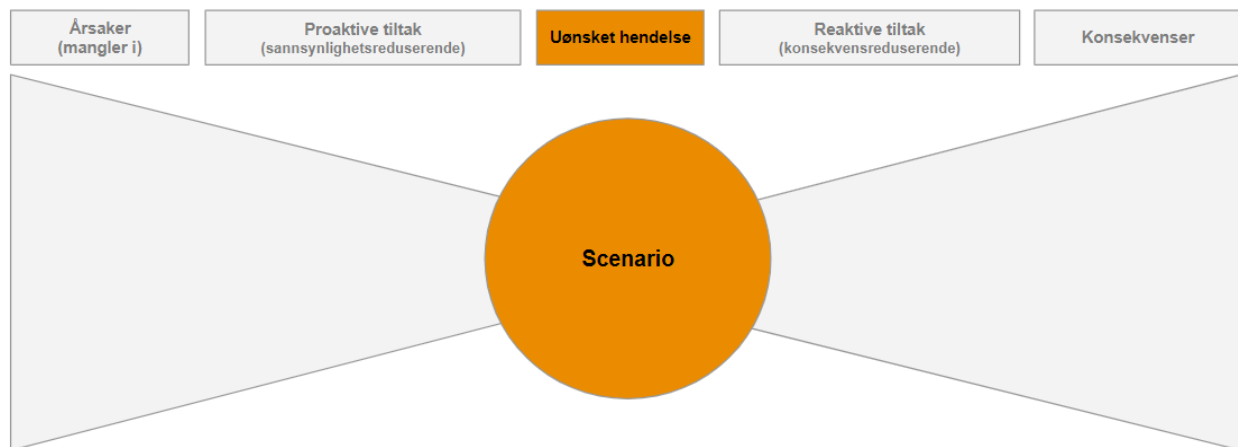 Årsaker
(mangler i)
Proaktive tiltak
(sannsynlighetsreduserende)
Uønsket hendelse
Reaktive tiltak
(konsekvensreduserende)
Konsekvenser
Scenario